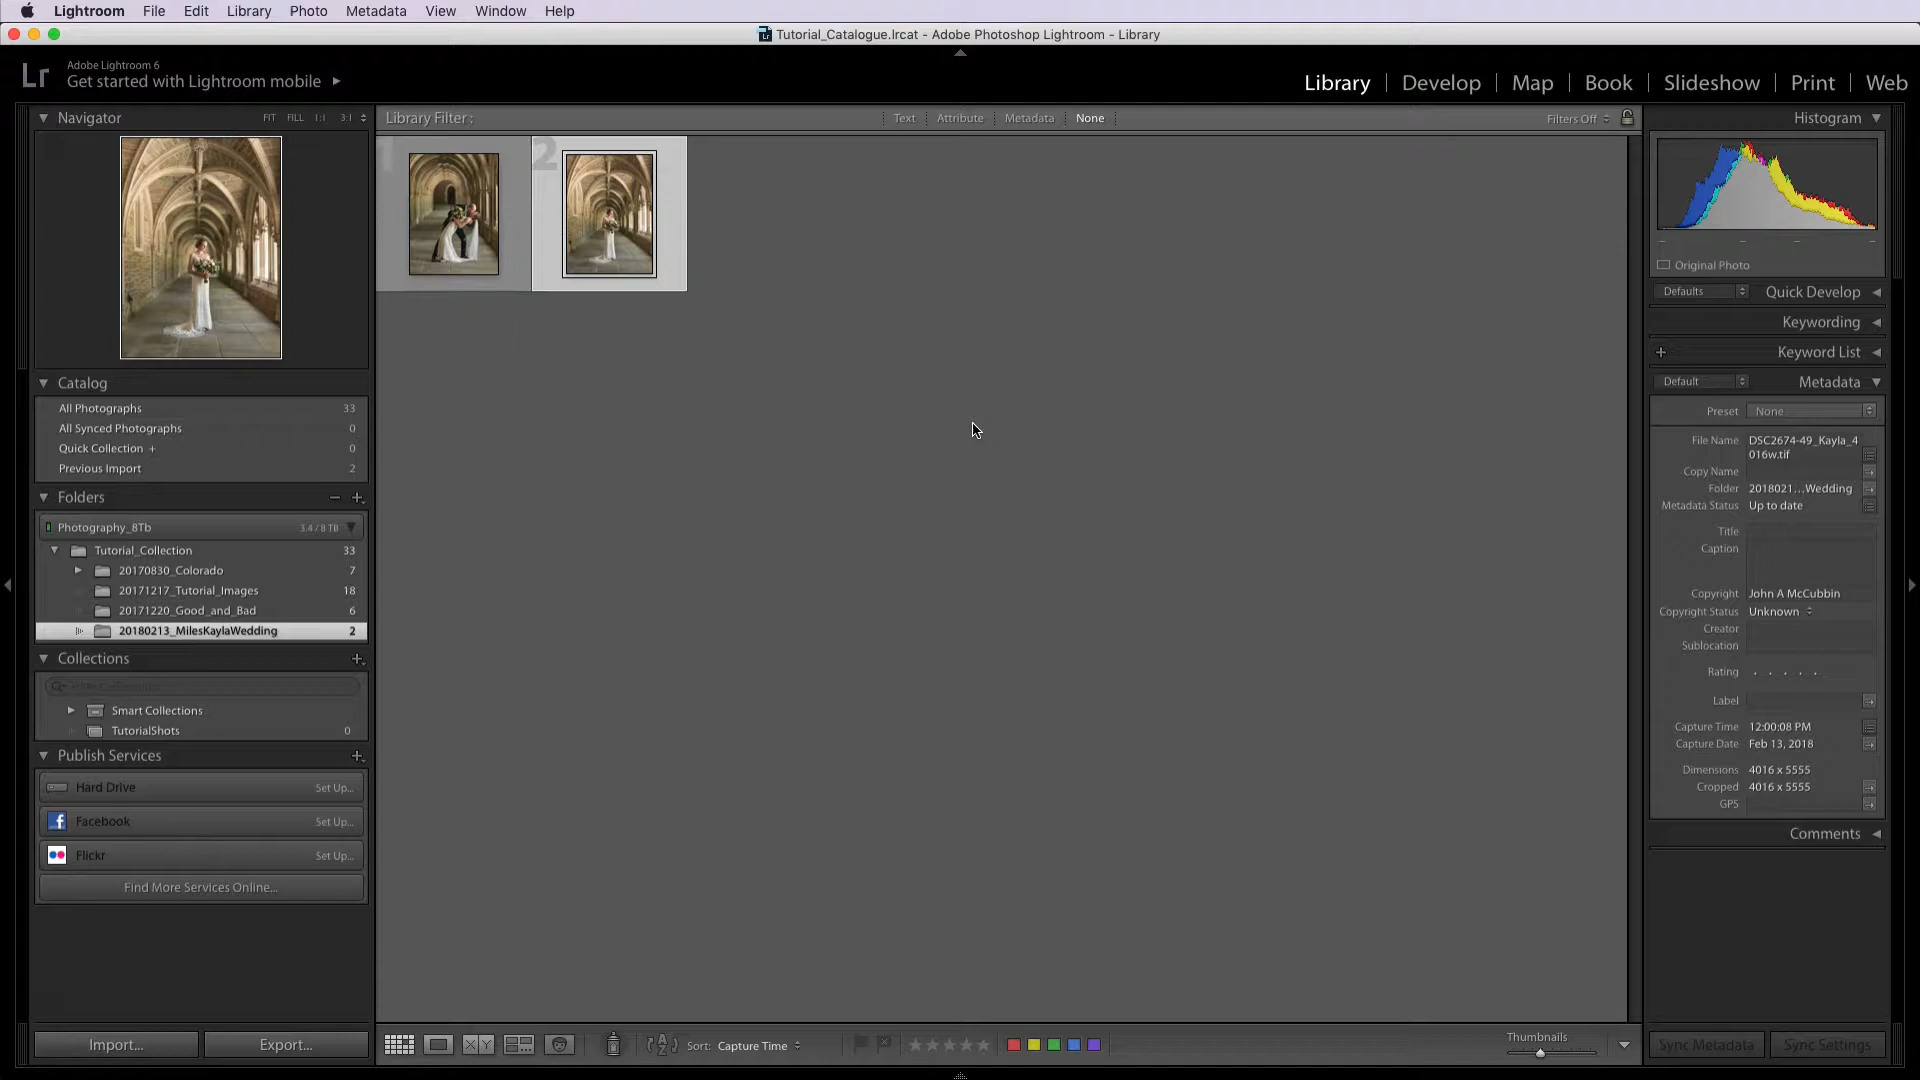 Lightroom File Edit Library Photo Metadata View Window Help
Tutorial_Catalogue.lrcat - Adobe Photoshop Lightroom - Library
Lr
Adobe Lightroom 6
Get started with Lightroom mobile
Library Develop Map Book Slideshow Print Web
Navigator FIT FILL 1:1 3:1
Library Filter : Text Attribute Metadata None Filters Off
Histogram
1
2
Original Photo
Defaults Quick Develop
Keywording
Keyword List
Default Metadata
Catalog
All Photographs 33
All Synced Photographs 0
Quick Collection + 0
Previous Import 2
Folders
Photography_8Tb 3.4 / 8 TB
Tutorial_Collection 33
20170830_Colorado 7
20171217_Tutorial_Images 18
20171220_Good_and_Bad 6
20180213_MilesKaylaWedding 2
Collections
Smart Collections
TutorialShots 0
Publish Services
Hard Drive Set Up...
Facebook Set Up...
Flickr Set Up...
Find More Services Online...
Import... Export...
Preset None
File Name DSC2674-49_Kayla_4
016w.tif
Copy Name
Folder 2018021...Wedding
Metadata Status Up to date
Title
Caption
Copyright John A McCubbin
Copyright Status Unknown
Creator
Sublocation
Rating
Label
Capture Time 12:00:08 PM
Capture Date Feb 13, 2018
Dimensions 4016 x 5555
Cropped 4016 x 5555
GPS
Comments
XY Sort: Capture Time Thumbnails
Sync Metadata Sync Settings